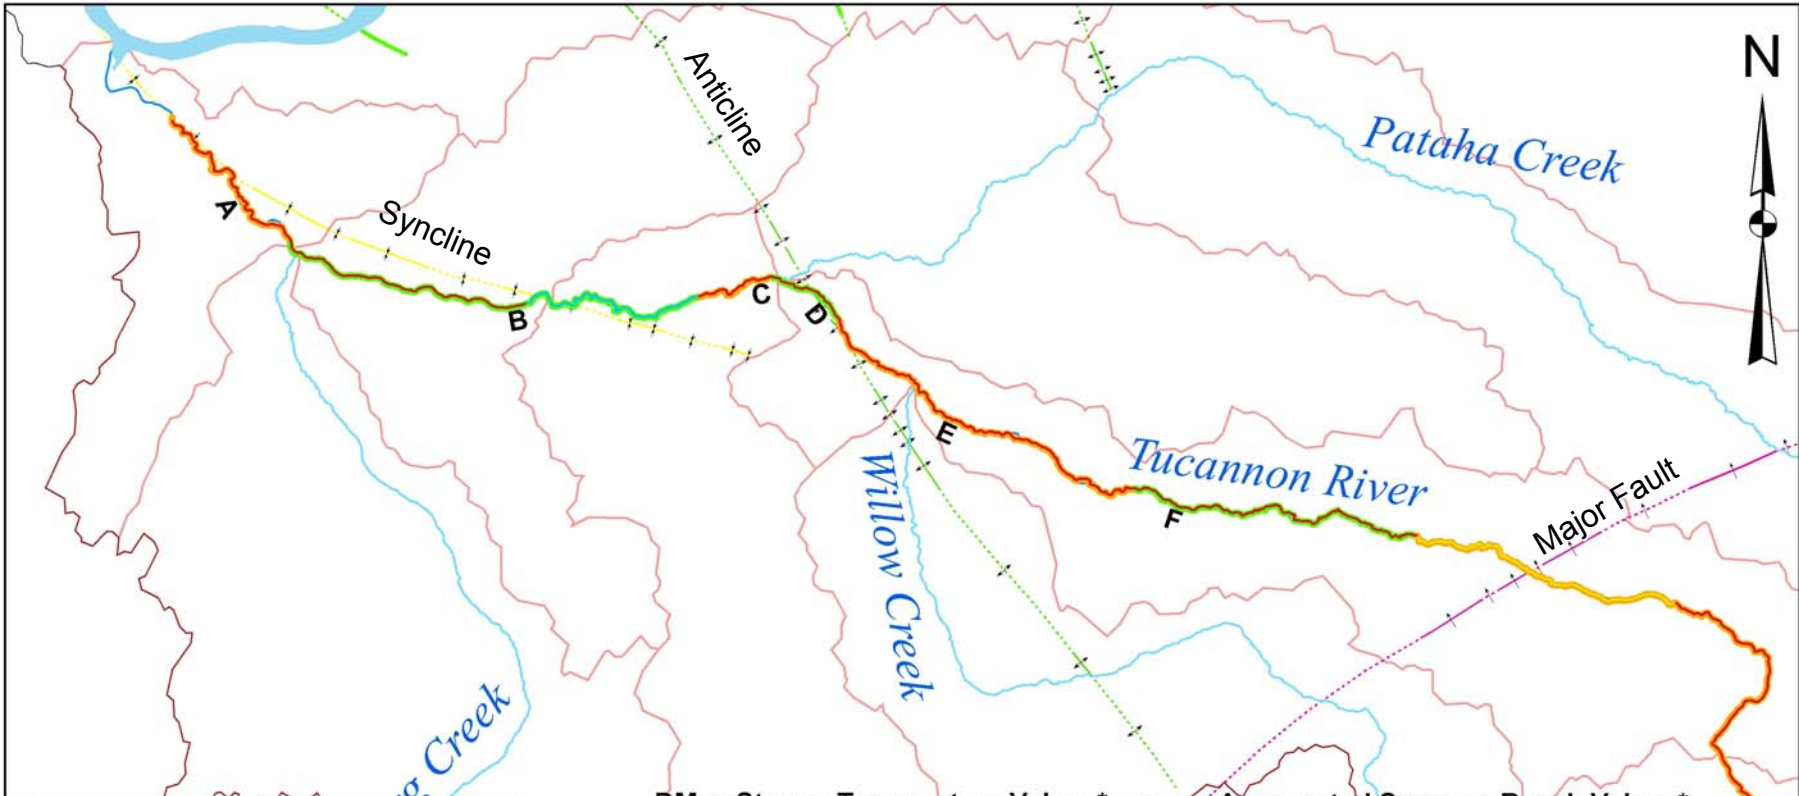 N
Anticline
Pataha Creek
A
Syncline
C
B
D
E
Tucannon River
Willow Creek
F
Major Fault
Creek